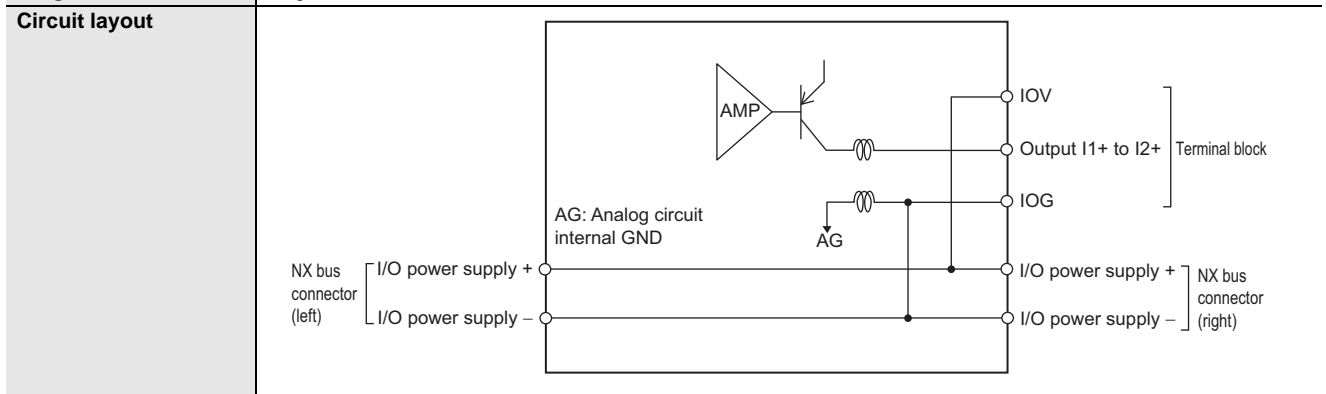 Circuit layout
AMP
IOV
Output I1+ to I2+
Terminal block
IOG
AG: Analog circuit
internal GND
AG
NX bus
connector
(left)
I/O power supply +
I/O power supply –
I/O power supply +
I/O power supply –
NX bus
connector
(right)